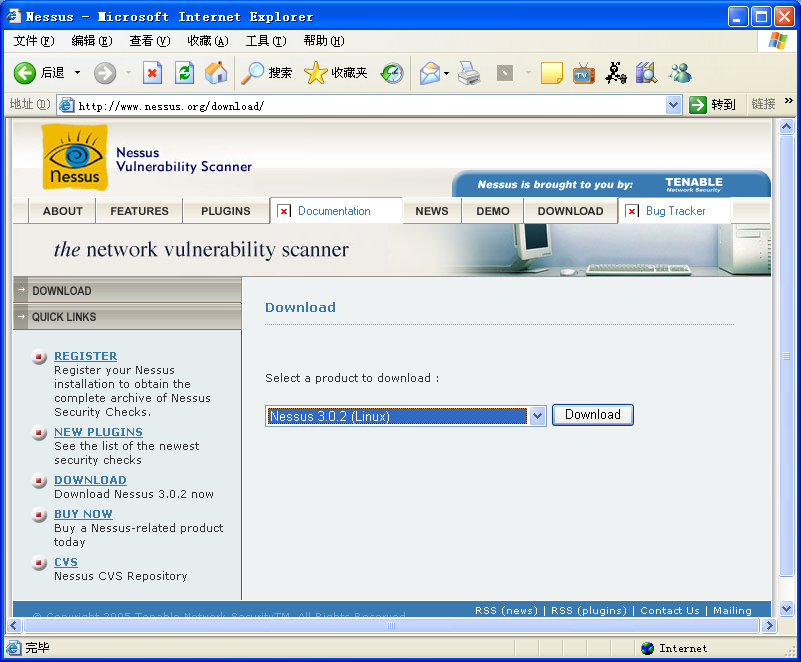 Nessus - Microsoft Internet Explorer
文件(F) 编辑(E) 查看(V) 收藏(A) 工具(T) 帮助(H)
后退 搜索 收藏夹
地址(D) http://www.nessus.org/download/ 转到 链接 »
Nessus
Nessus
Vulnerability Scanner
Nessus is brought to you by: TENABLE
Network Security
ABOUT FEATURES PLUGINS Documentation NEWS DEMO DOWNLOAD Bug Tracker
the network vulnerability scanner
DOWNLOAD
QUICK LINKS
REGISTER
Register your Nessus
installation to obtain the
complete archive of Nessus
Security Checks.
NEW PLUGINS
See the list of the newest
security checks
DOWNLOAD
Download Nessus 3.0.2 now
BUY NOW
Buy a Nessus-related product
today
CVS
Nessus CVS Repository
Download
Select a product to download :
Nessus 3.0.2 (Linux) Download
© Copyright 2005 Tenable Network SecurityTM. All Rights Reserved
RSS (news) | RSS (plugins) | Contact Us | Mailing
完毕 Internet